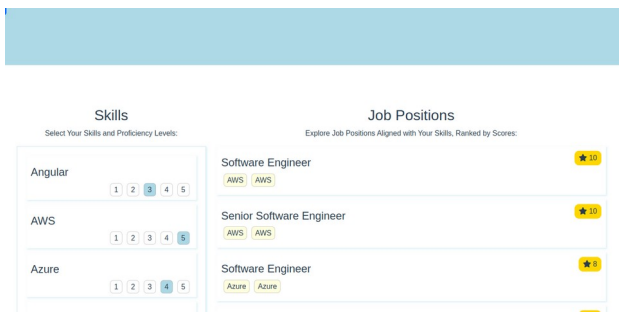 Skills
Select Your Skills and Proficiency Levels:
Angular
1 2 3 4 5
AWS
1 2 3 4 5
Azure
1 2 3 4 5
Job Positions
Explore Job Positions Aligned with Your Skills, Ranked by Scores:
Software Engineer
10
AWS AWS
Senior Software Engineer
10
AWS AWS
Software Engineer
8
Azure Azure